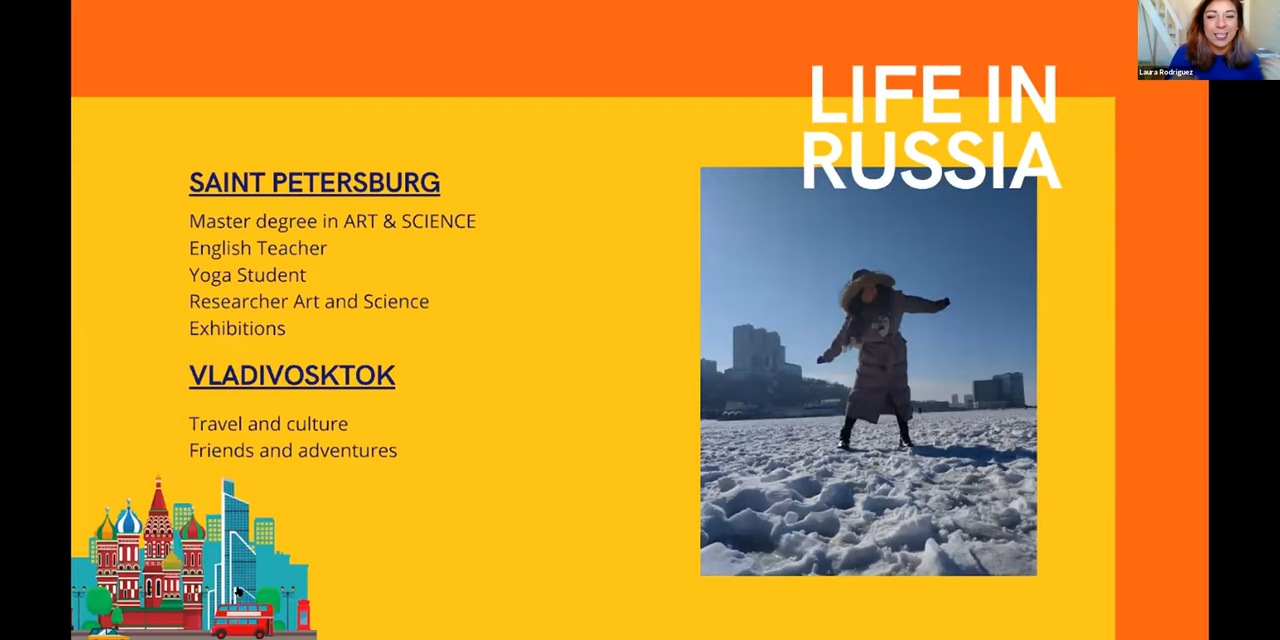 Laura Rodriguez
LIFE IN
RUSSIA
SAINT PETERSBURG
Master degree in ART & SCIENCE
English Teacher
Yoga Student
Researcher Art and Science
Exhibitions
VLADIVOSKTOK
Travel and culture
Friends and adventures